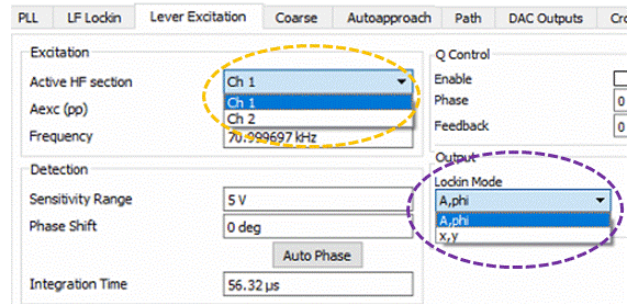 PLL LF Lockin Lever Excitation Coarse Autoapproach Path DAC Outputs
Excitation
Active HF section Ch 1
Ch 1
Ch 2
Aexc (pp)
Frequency 70.999697 kHz
Q Control
Enable
Phase 0
Feedback 0
Detection
Sensitivity Range 5 V
Phase Shift 0 deg
Auto Phase
Integration Time 56.32 µs
Output
Lockin Mode
A,phi
A,phi
x,y